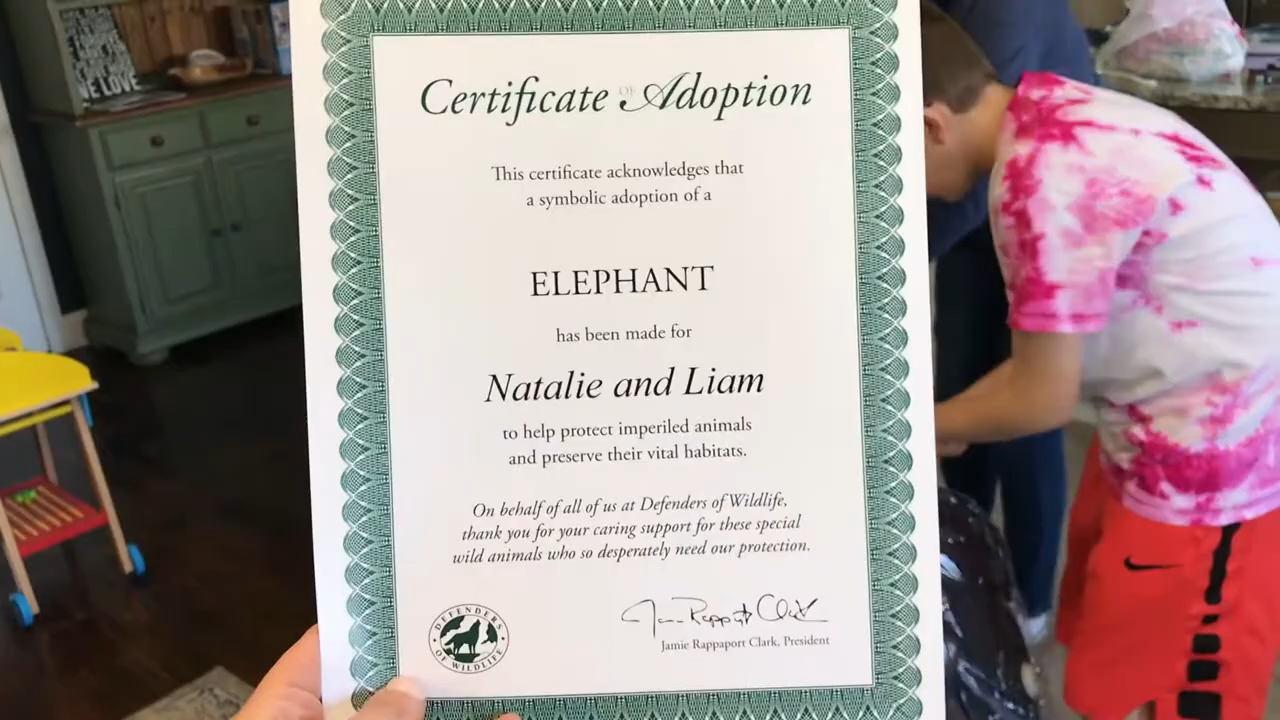 Certificate OF Adoption
This certificate acknowledges that
a symbolic adoption of a
ELEPHANT
has been made for
Natalie and Liam
to help protect imperiled animals
and preserve their vital habitats.
On behalf of all of us at Defenders of Wildlife,
thank you for your caring support for these special
wild animals who so desperately need our protection.
DEFENDERS
OF WILDLIFE
Jamie Rappaport Clark
Jamie Rappaport Clark, President
WE LOVE